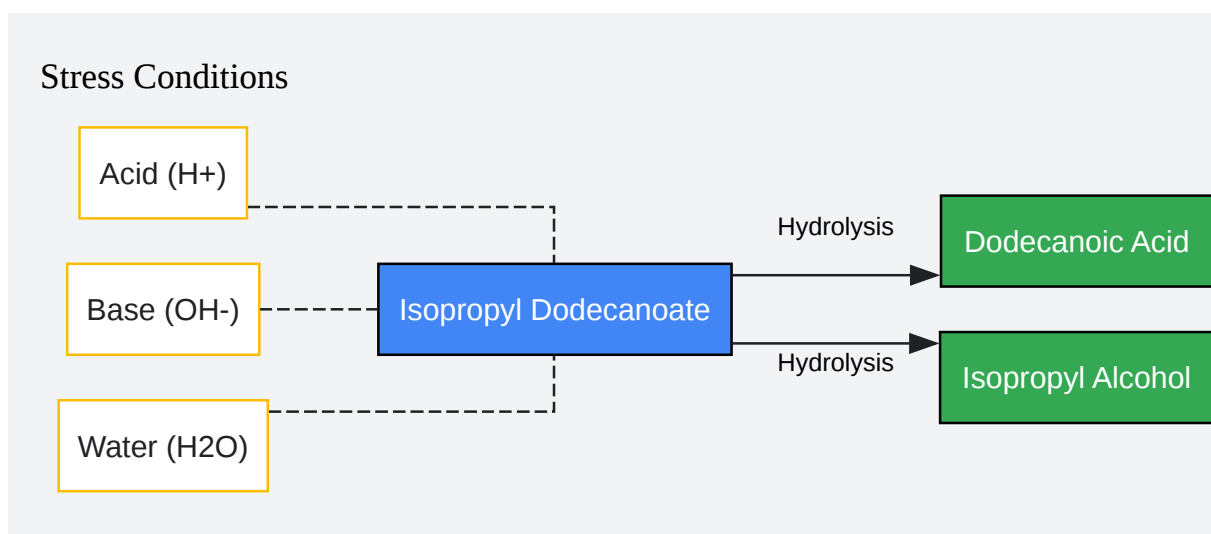 Stress Conditions
Acid (H+)
Base (OH-)
Water (H2O)
Isopropyl Dodecanoate
Hydrolysis
Hydrolysis
Dodecanoic Acid
Isopropyl Alcohol